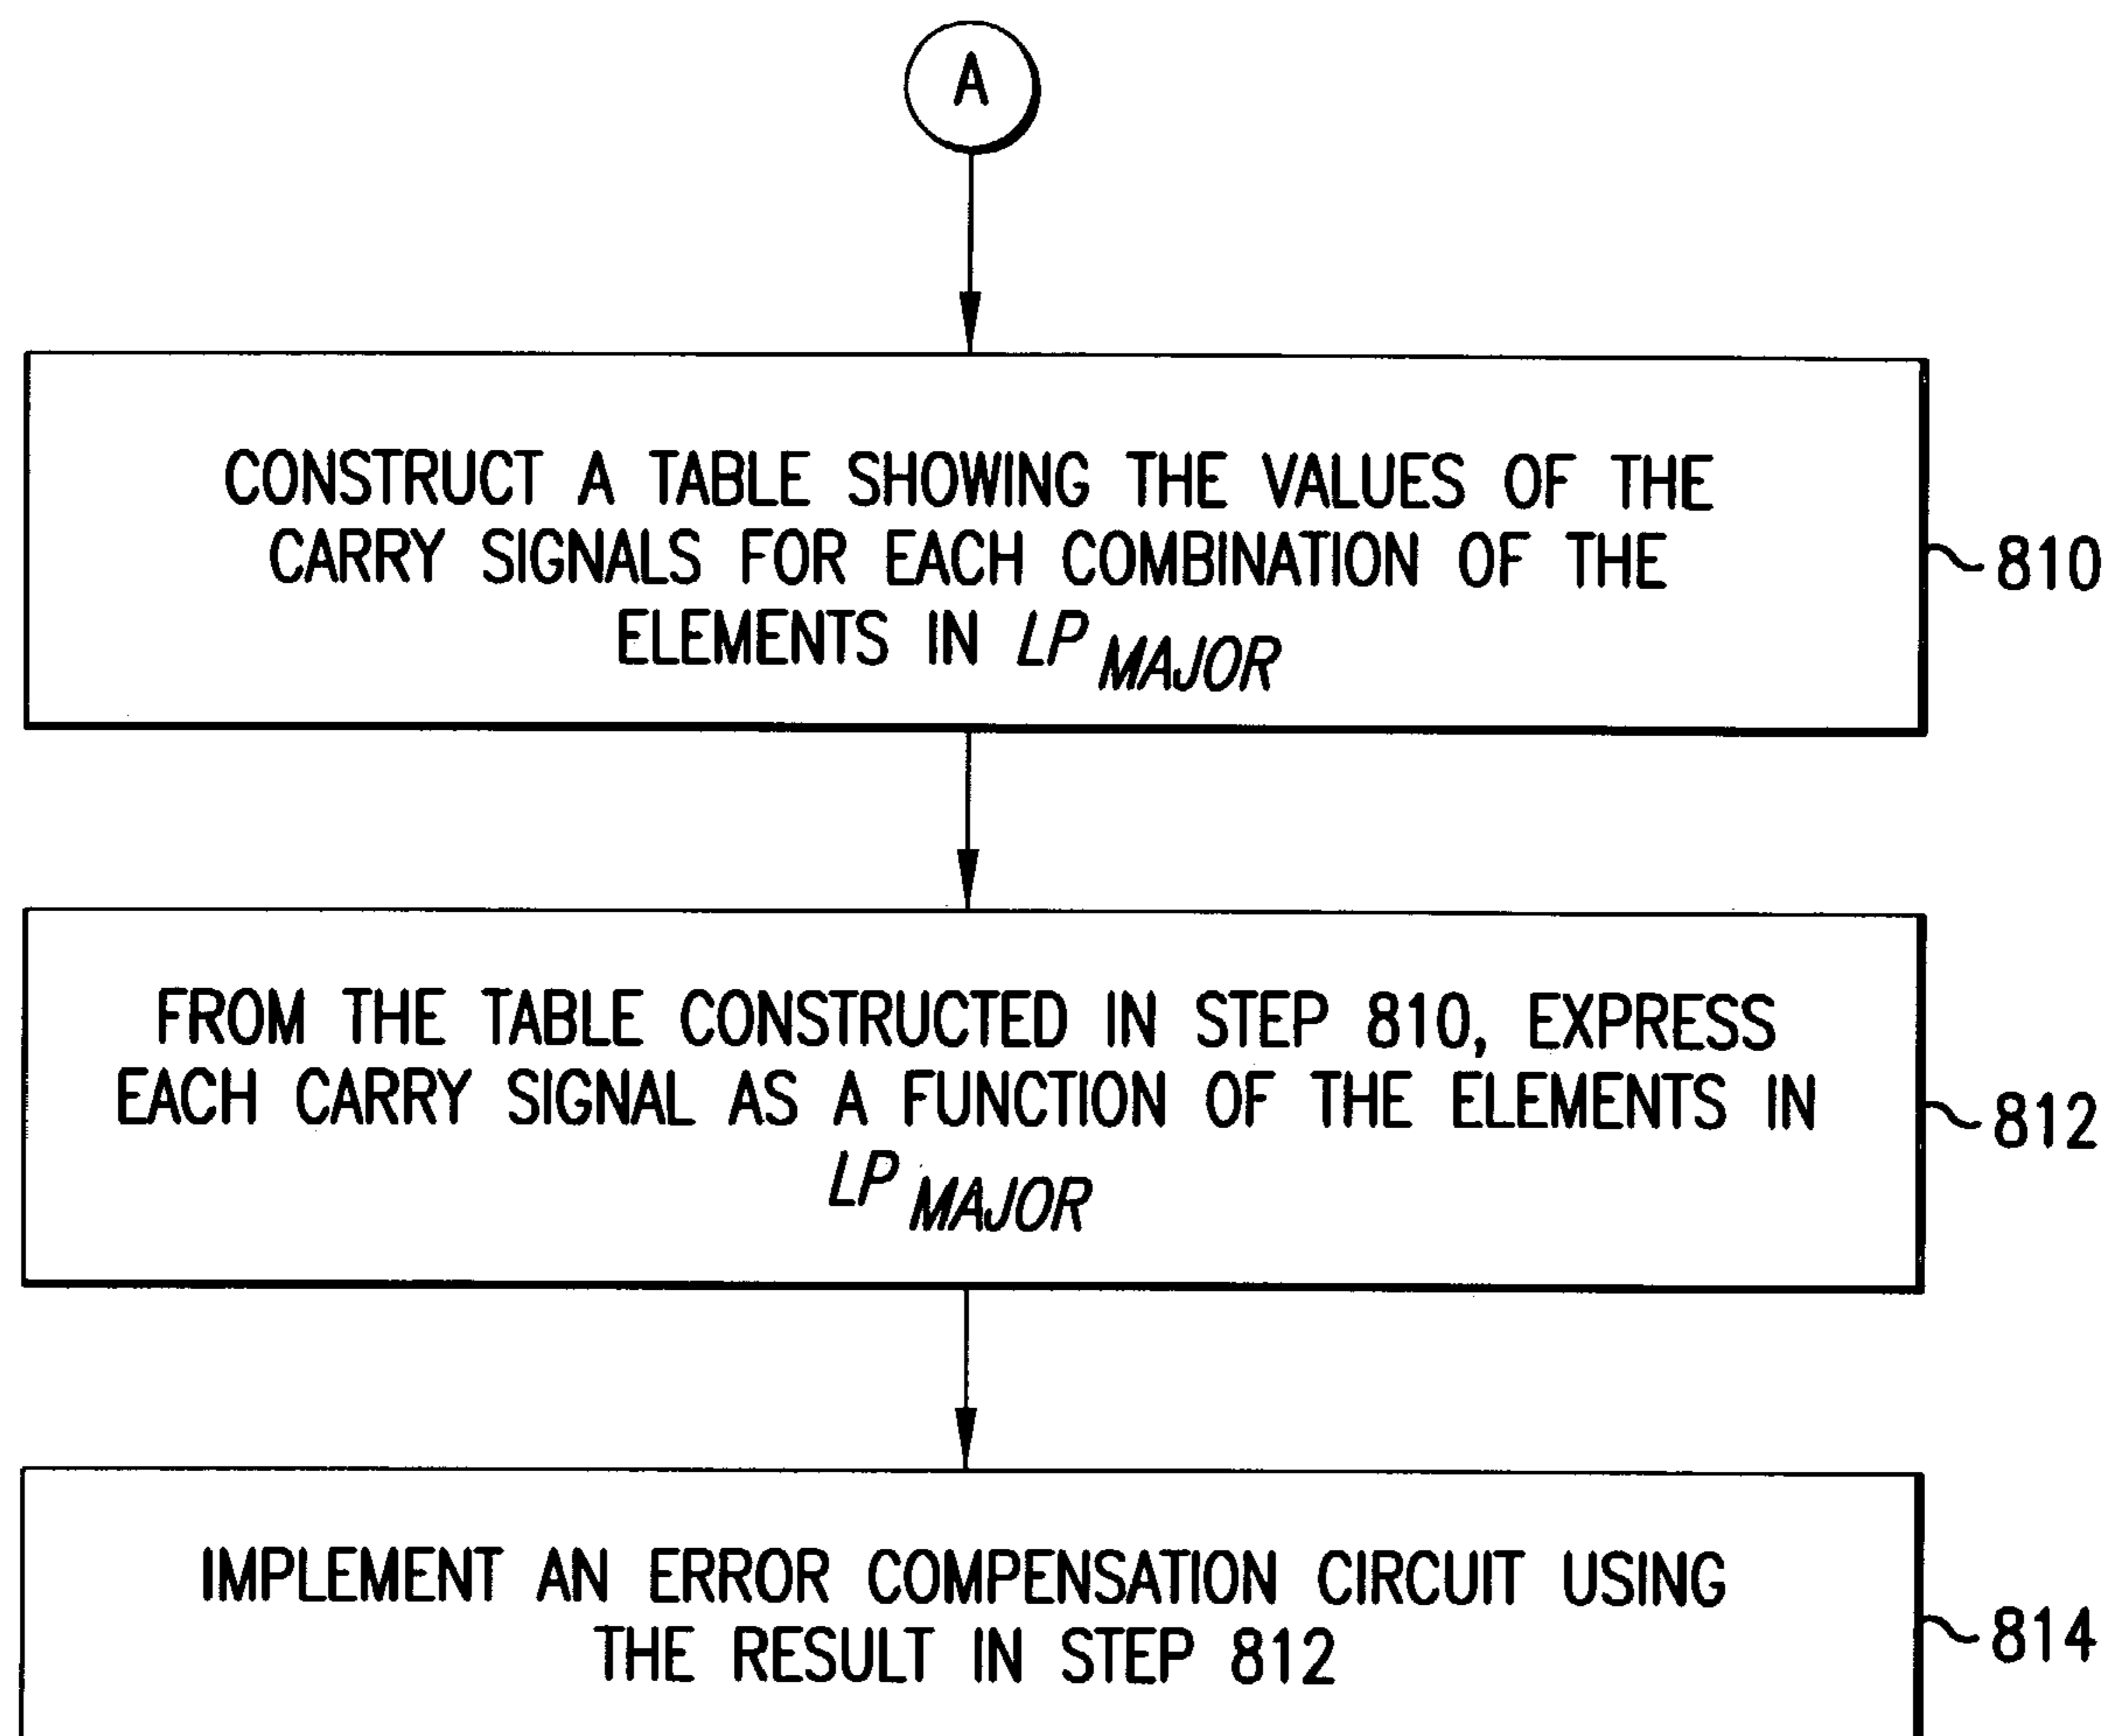 A
CONSTRUCT A TABLE SHOWING THE VALUES OF THE
CARRY SIGNALS FOR EACH COMBINATION OF THE
ELEMENTS IN LP MAJOR
810
FROM THE TABLE CONSTRUCTED IN STEP 810, EXPRESS
EACH CARRY SIGNAL AS A FUNCTION OF THE ELEMENTS IN
LP MAJOR
812
IMPLEMENT AN ERROR COMPENSATION CIRCUIT USING
THE RESULT IN STEP 812
814